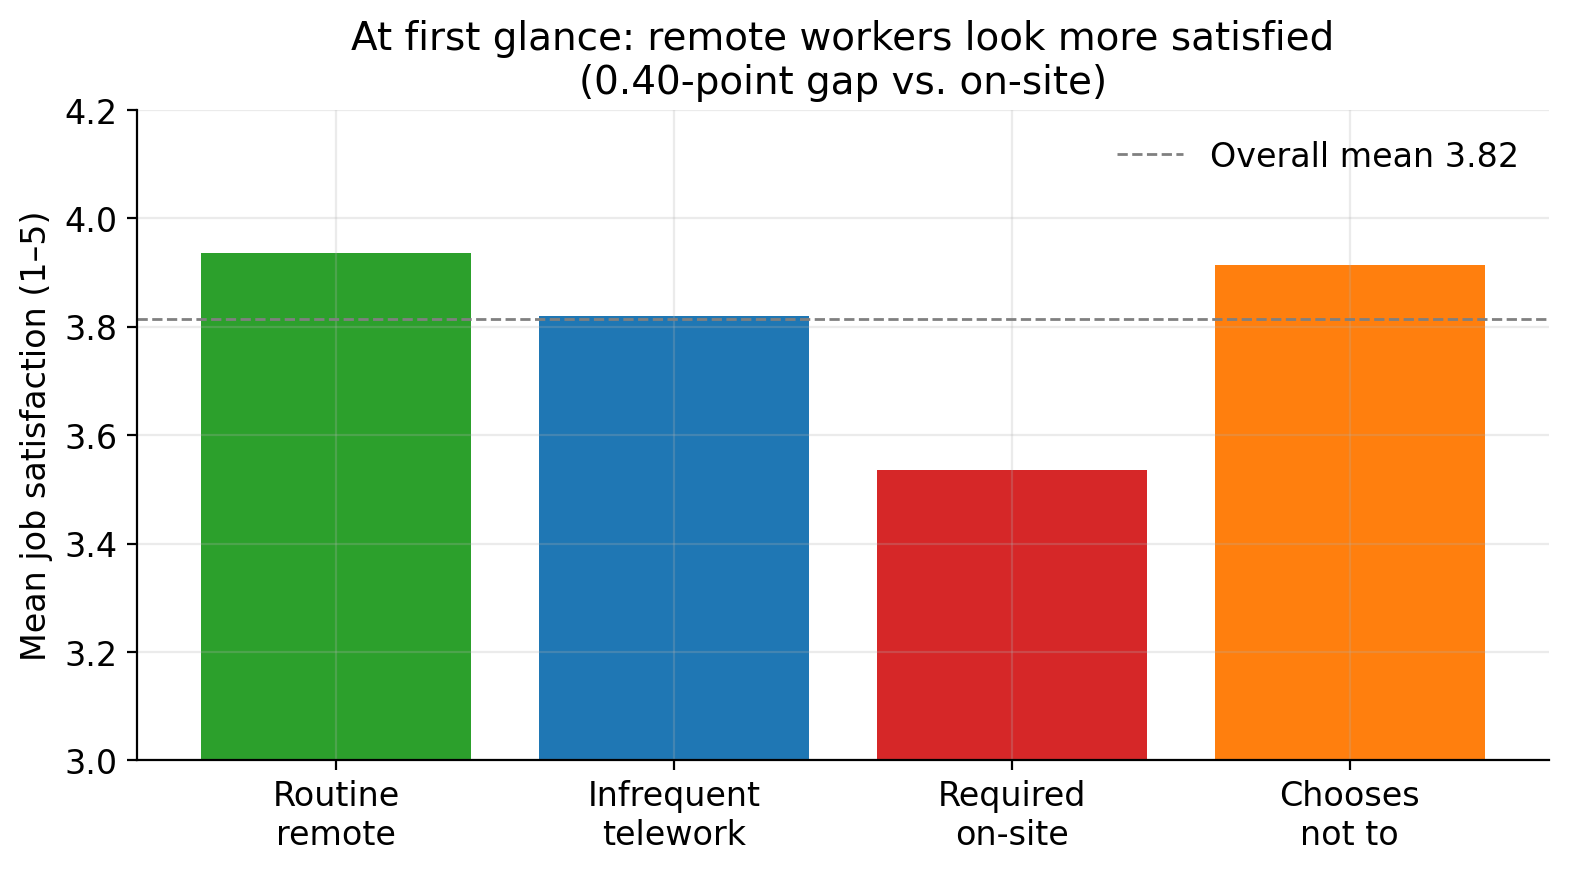 At first glance: remote workers look more satisfied
(0.40-point gap vs. on-site)
Overall mean 3.82
Mean job satisfaction (1–5)
4.2
4.0
3.8
3.6
3.4
3.2
3.0
Routine
remote
Infrequent
telework
Required
on-site
Chooses
not to